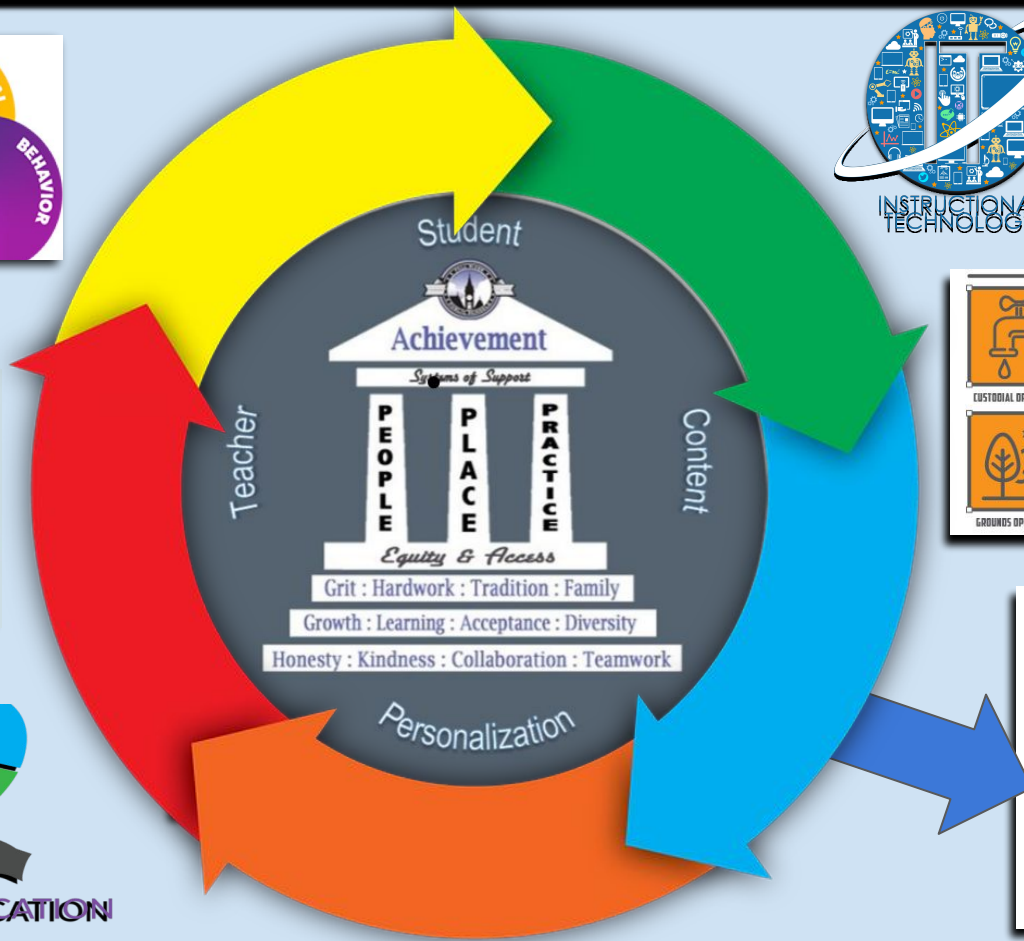 BEHAVIOR
INSTRUCTIONA
TECHNOLOG
Student
Achievement
Systems of Support
PEOPLE
PLACE
PRACTICE
Teacher
Content
Equity & Access
Grit : Hardwork : Tradition : Family
Growth : Learning : Acceptance : Diversity
Honesty : Kindness : Collaboration : Teamwork
Personalization
CUSTODIAL OP
GROUNDS OP
CATION